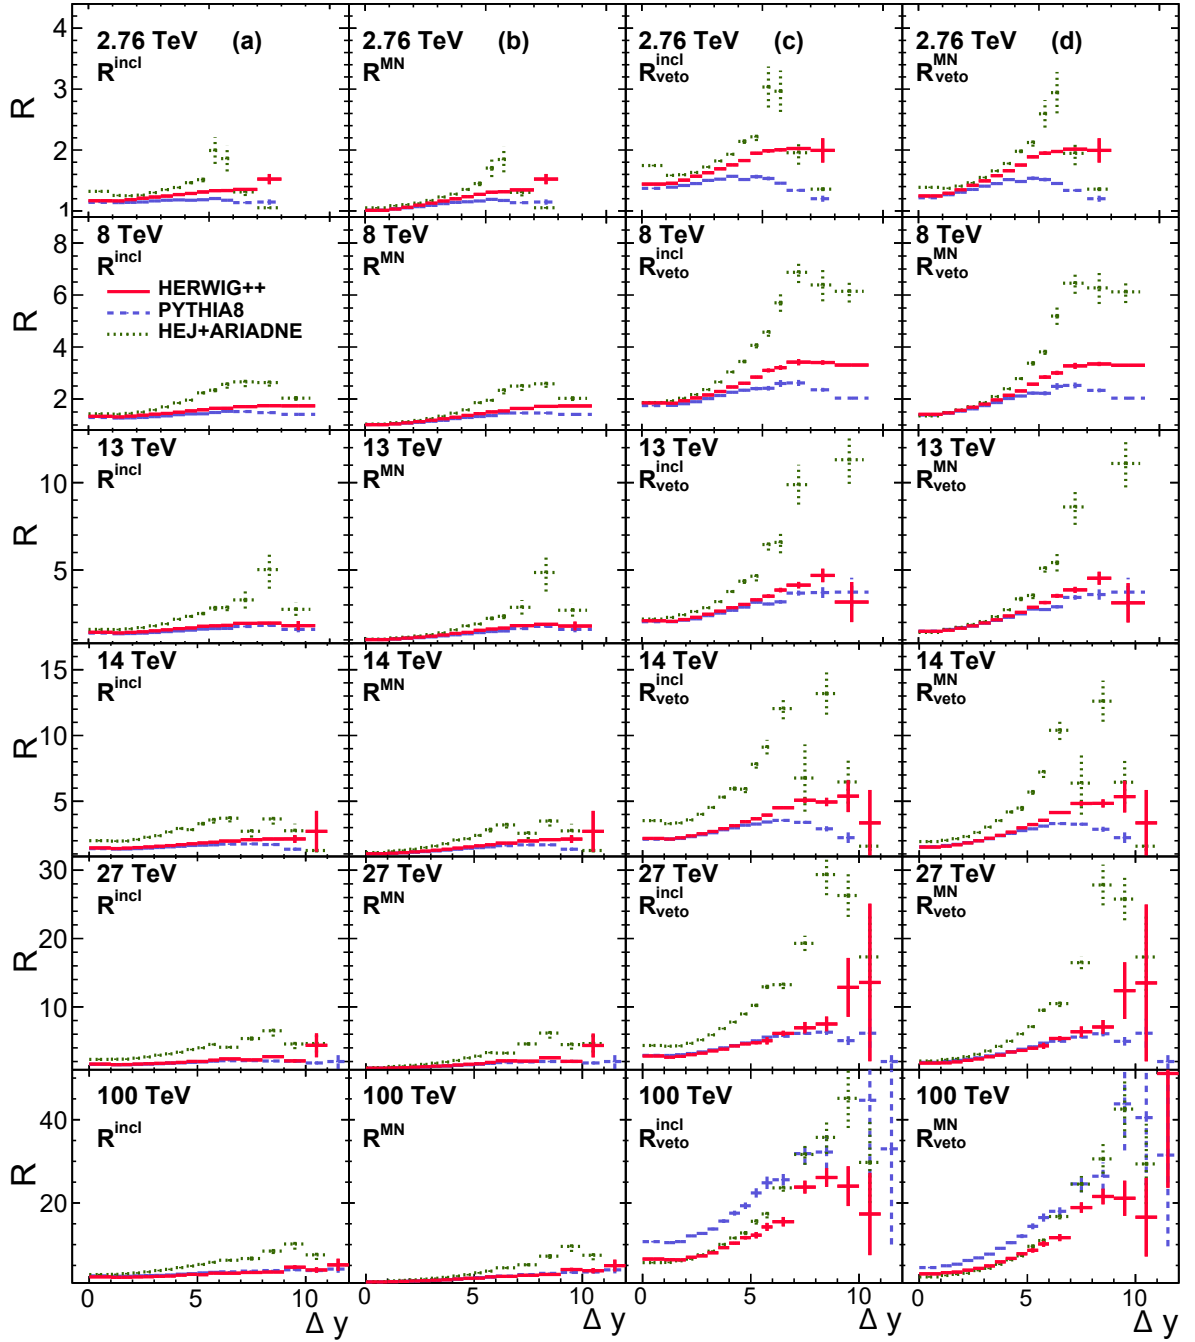 4
3
2
1
R
2.76 TeV (a)
R^incl
2.76 TeV (b)
R^MN
2.76 TeV (c)
R^incl_veto
2.76 TeV (d)
R^MN_veto
8
6
4
2
R
8 TeV
R^incl
HERWIG++
PYTHIA8
HEJ+ARIADNE
8 TeV
R^MN
8 TeV
R^incl_veto
8 TeV
R^MN_veto
10
5
R
13 TeV
R^incl
13 TeV
R^MN
13 TeV
R^incl_veto
13 TeV
R^MN_veto
15
10
5
R
14 TeV
R^incl
14 TeV
R^MN
14 TeV
R^incl_veto
14 TeV
R^MN_veto
30
20
10
R
27 TeV
R^incl
27 TeV
R^MN
27 TeV
R^incl_veto
27 TeV
R^MN_veto
40
20
R
100 TeV
R^incl
100 TeV
R^MN
100 TeV
R^incl_veto
100 TeV
R^MN_veto
0 5 10
Δ y
0 5 10
Δ y
0 5 10
Δ y
0 5 10
Δ y